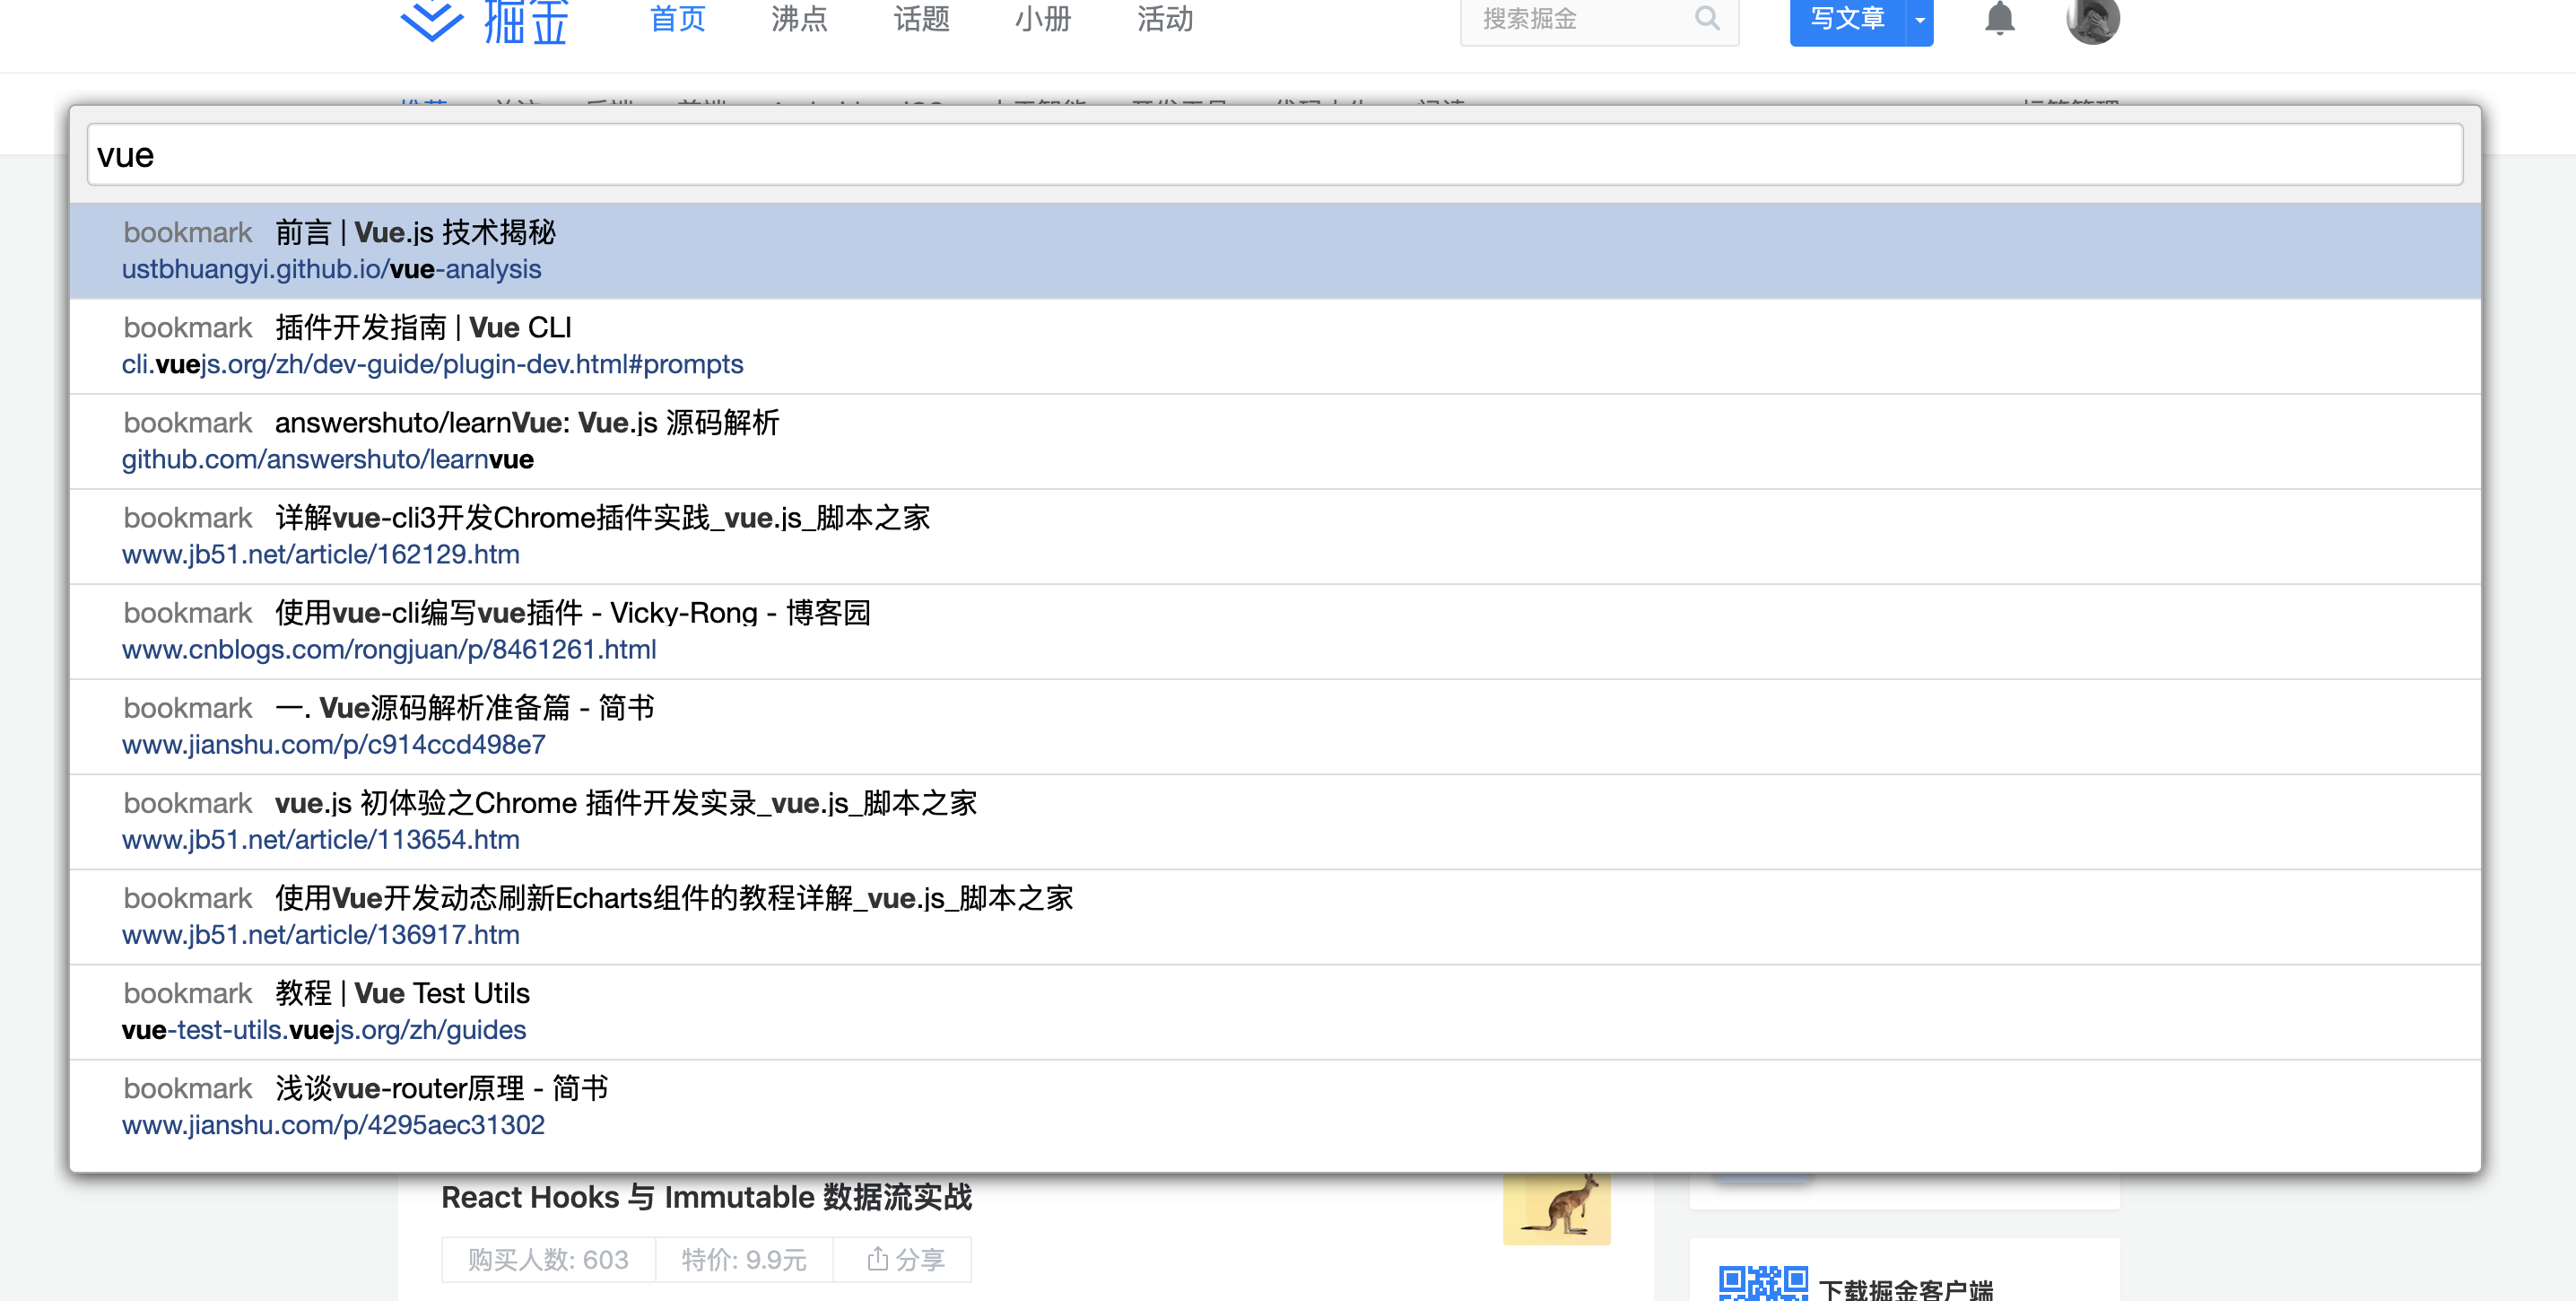 掘金 首页 沸点 话题 小册 活动 搜索掘金 写文章
vue
bookmark 前言 | Vue.js 技术揭秘
ustbhuangyi.github.io/vue-analysis
bookmark 插件开发指南 | Vue CLI
cli.vuejs.org/zh/dev-guide/plugin-dev.html#prompts
bookmark answershuto/learnVue: Vue.js 源码解析
github.com/answershuto/learnvue
bookmark 详解vue-cli3开发Chrome插件实践_vue.js_脚本之家
www.jb51.net/article/162129.htm
bookmark 使用vue-cli编写vue插件 - Vicky-Rong - 博客园
www.cnblogs.com/rongjuan/p/8461261.html
bookmark 一. Vue源码解析准备篇 - 简书
www.jianshu.com/p/c914ccd498e7
bookmark vue.js 初体验之Chrome 插件开发实录_vue.js_脚本之家
www.jb51.net/article/113654.htm
bookmark 使用Vue开发动态刷新Echarts组件的教程详解_vue.js_脚本之家
www.jb51.net/article/136917.htm
bookmark 教程 | Vue Test Utils
vue-test-utils.vuejs.org/zh/guides
bookmark 浅谈vue-router原理 - 简书
www.jianshu.com/p/4295aec31302
React Hooks 与 Immutable 数据流实战
购买人数: 603 特价: 9.9元 分享
下载掘金客户端